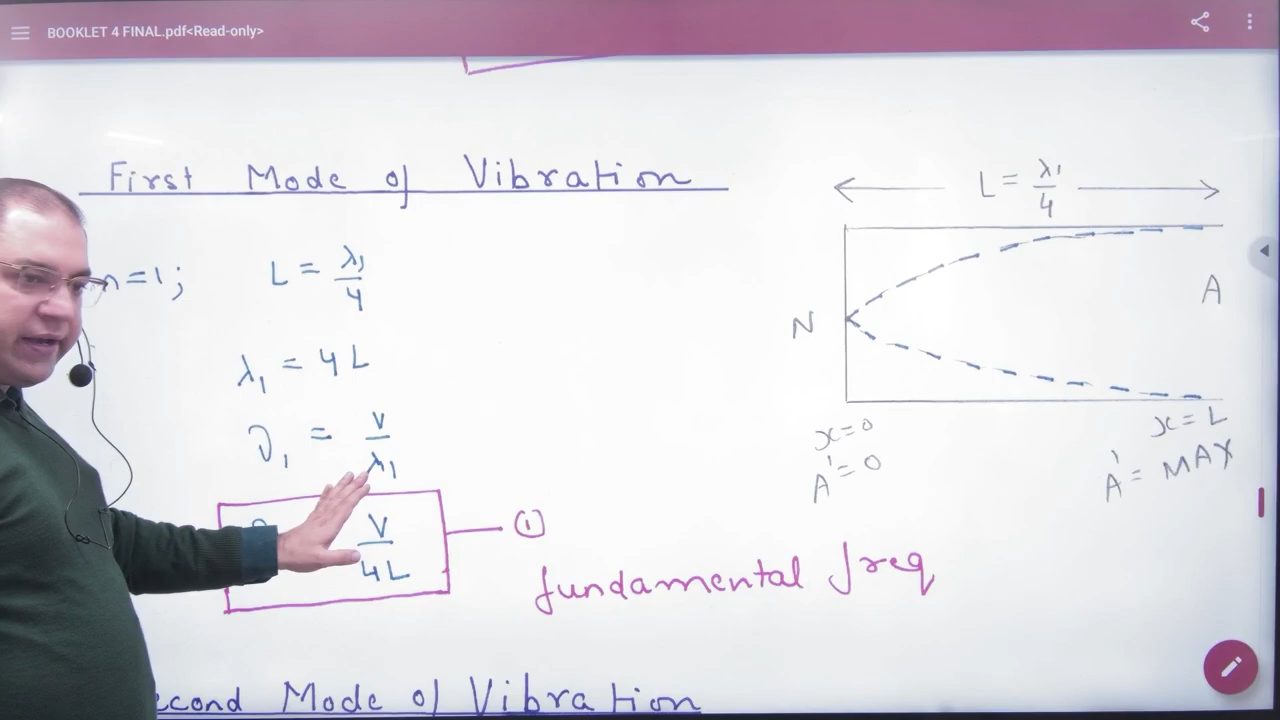 BOOKLET 4 FINAL.pdf<Read-only>
First Mode of Vibration
L = λ₁/4
n=1;
L = λ₁/4
λ₁ = 4L
N
A
ν₁ = v/λ₁
x=0
x=L
A'=0
A'= MAX
V/4L
①
fundamental freq
econd Mode of Vibration